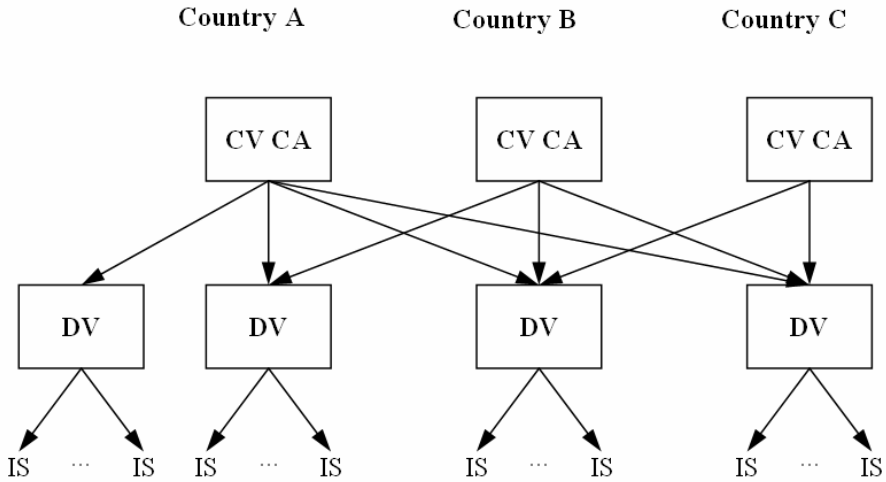 Country A Country B Country C
CV CA CV CA CV CA
DV DV DV DV
IS ... IS IS ... IS IS ... IS IS ... IS